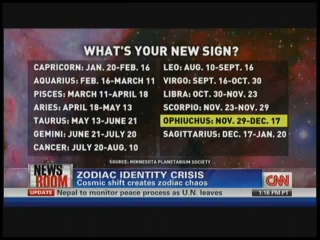 WHAT'S YOUR NEW SIGN?
CAPRICORN: JAN. 20-FEB. 16
AQUARIUS: FEB. 16-MARCH 11
PISCES: MARCH 11-APRIL 18
ARIES: APRIL 18-MAY 13
TAURUS: MAY 13-JUNE 21
GEMINI: JUNE 21-JULY 20
CANCER: JULY 20-AUG. 10
LEO: AUG. 10-SEPT. 16
VIRGO: SEPT. 16-OCT. 30
LIBRA: OCT. 30-NOV. 23
SCORPIO: NOV. 23-NOV. 29
OPHIUCHUS: NOV. 29-DEC. 17
SAGITTARIUS: DEC. 17-JAN. 20
SOURCE: MINNESOTA PLANETARIUM SOCIETY
NEWS
ROOM
ZODIAC IDENTITY CRISIS
Cosmic shift creates zodiac chaos
CNN
UPDATE
Nepal to monitor peace process as U.N. leaves
1:16 PM ET